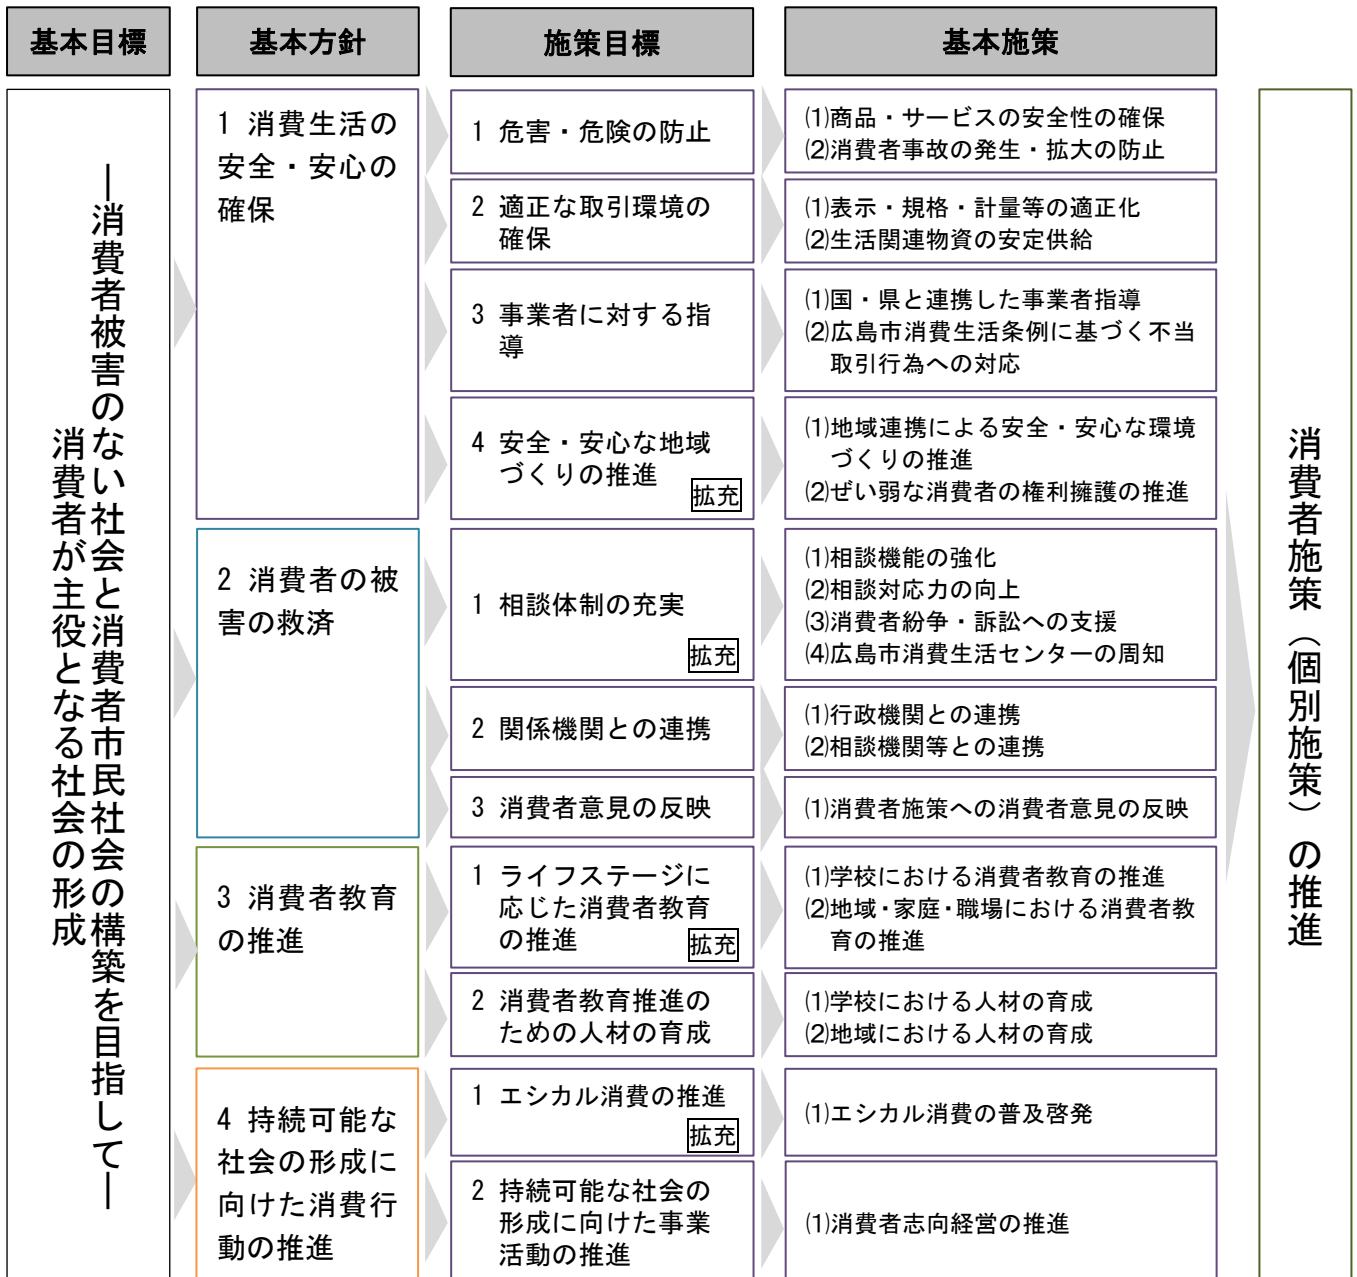 基本目標
基本方針
施策目標
基本施策
消費者が主役となる社会の形成
―消費者被害のない社会と消費者市民社会の構築を目指して―
1 消費生活の
安全・安心の
確保
1 危害・危険の防止
⑴商品・サービスの安全性の確保
⑵消費者事故の発生・拡大の防止
2 適正な取引環境の
確保
⑴表示・規格・計量等の適正化
⑵生活関連物資の安定供給
3 事業者に対する指
導
⑴国・県と連携した事業者指導
⑵広島市消費生活条例に基づく不当
取引行為への対応
4 安全・安心な地域
づくりの推進
拡充
⑴地域連携による安全・安心な環境
づくりの推進
⑵ぜい弱な消費者の権利擁護の推進
2 消費者の被
害の救済
1 相談体制の充実
拡充
⑴相談機能の強化
⑵相談対応力の向上
⑶消費者紛争・訴訟への支援
⑷広島市消費生活センターの周知
2 関係機関との連携
⑴行政機関との連携
⑵相談機関等との連携
3 消費者意見の反映
⑴消費者施策への消費者意見の反映
3 消費者教育
の推進
1 ライフステージに
応じた消費者教育
の推進
拡充
⑴学校における消費者教育の推進
⑵地域・家庭・職場における消費者教
育の推進
2 消費者教育推進の
ための人材の育成
⑴学校における人材の育成
⑵地域における人材の育成
4 持続可能な
社会の形成に
向けた消費行
動の推進
1 エシカル消費の推進
拡充
⑴エシカル消費の普及啓発
2 持続可能な社会の
形成に向けた事業
活動の推進
⑴消費者志向経営の推進
消費者施策（個別施策）の推進